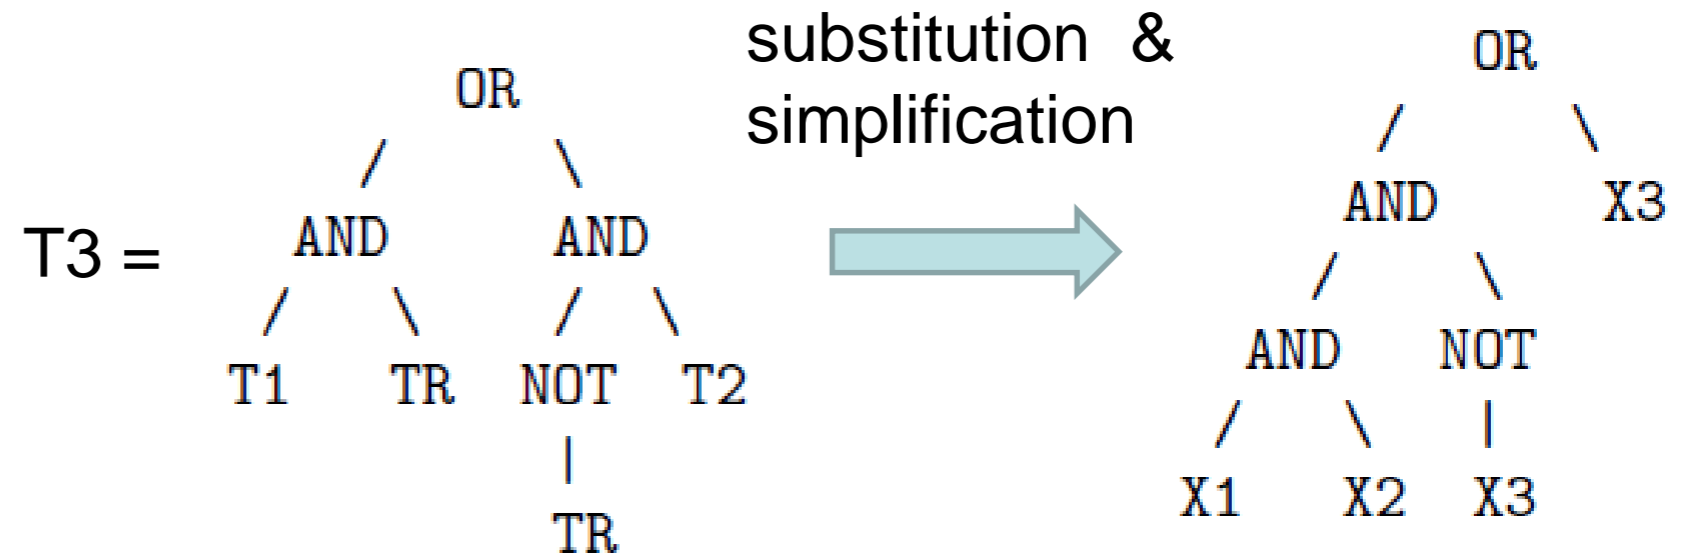 substitution &
simplification
T3 =
OR
/ \
AND AND
/ \ / \
T1 TR NOT T2
|
TR
OR
/ \
AND X3
/ \
AND NOT
/ \ |
X1 X2 X3